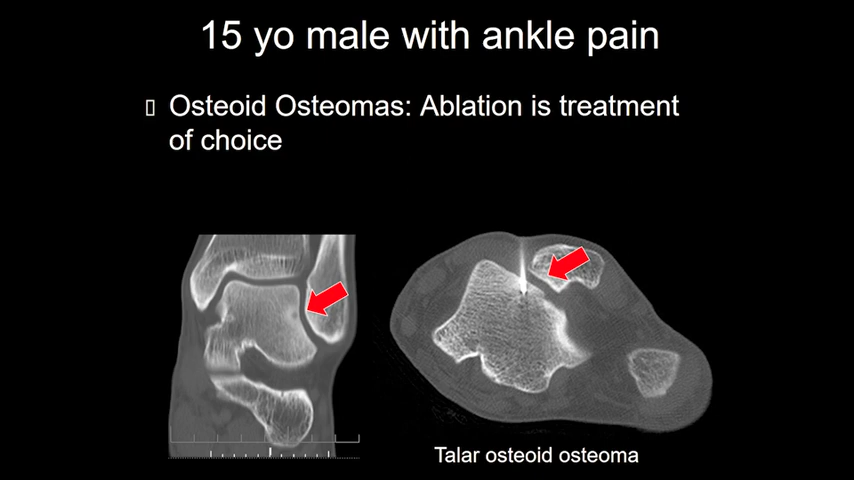 15 yo male with ankle pain
▯ Osteoid Osteomas: Ablation is treatment
of choice
Talar osteoid osteoma